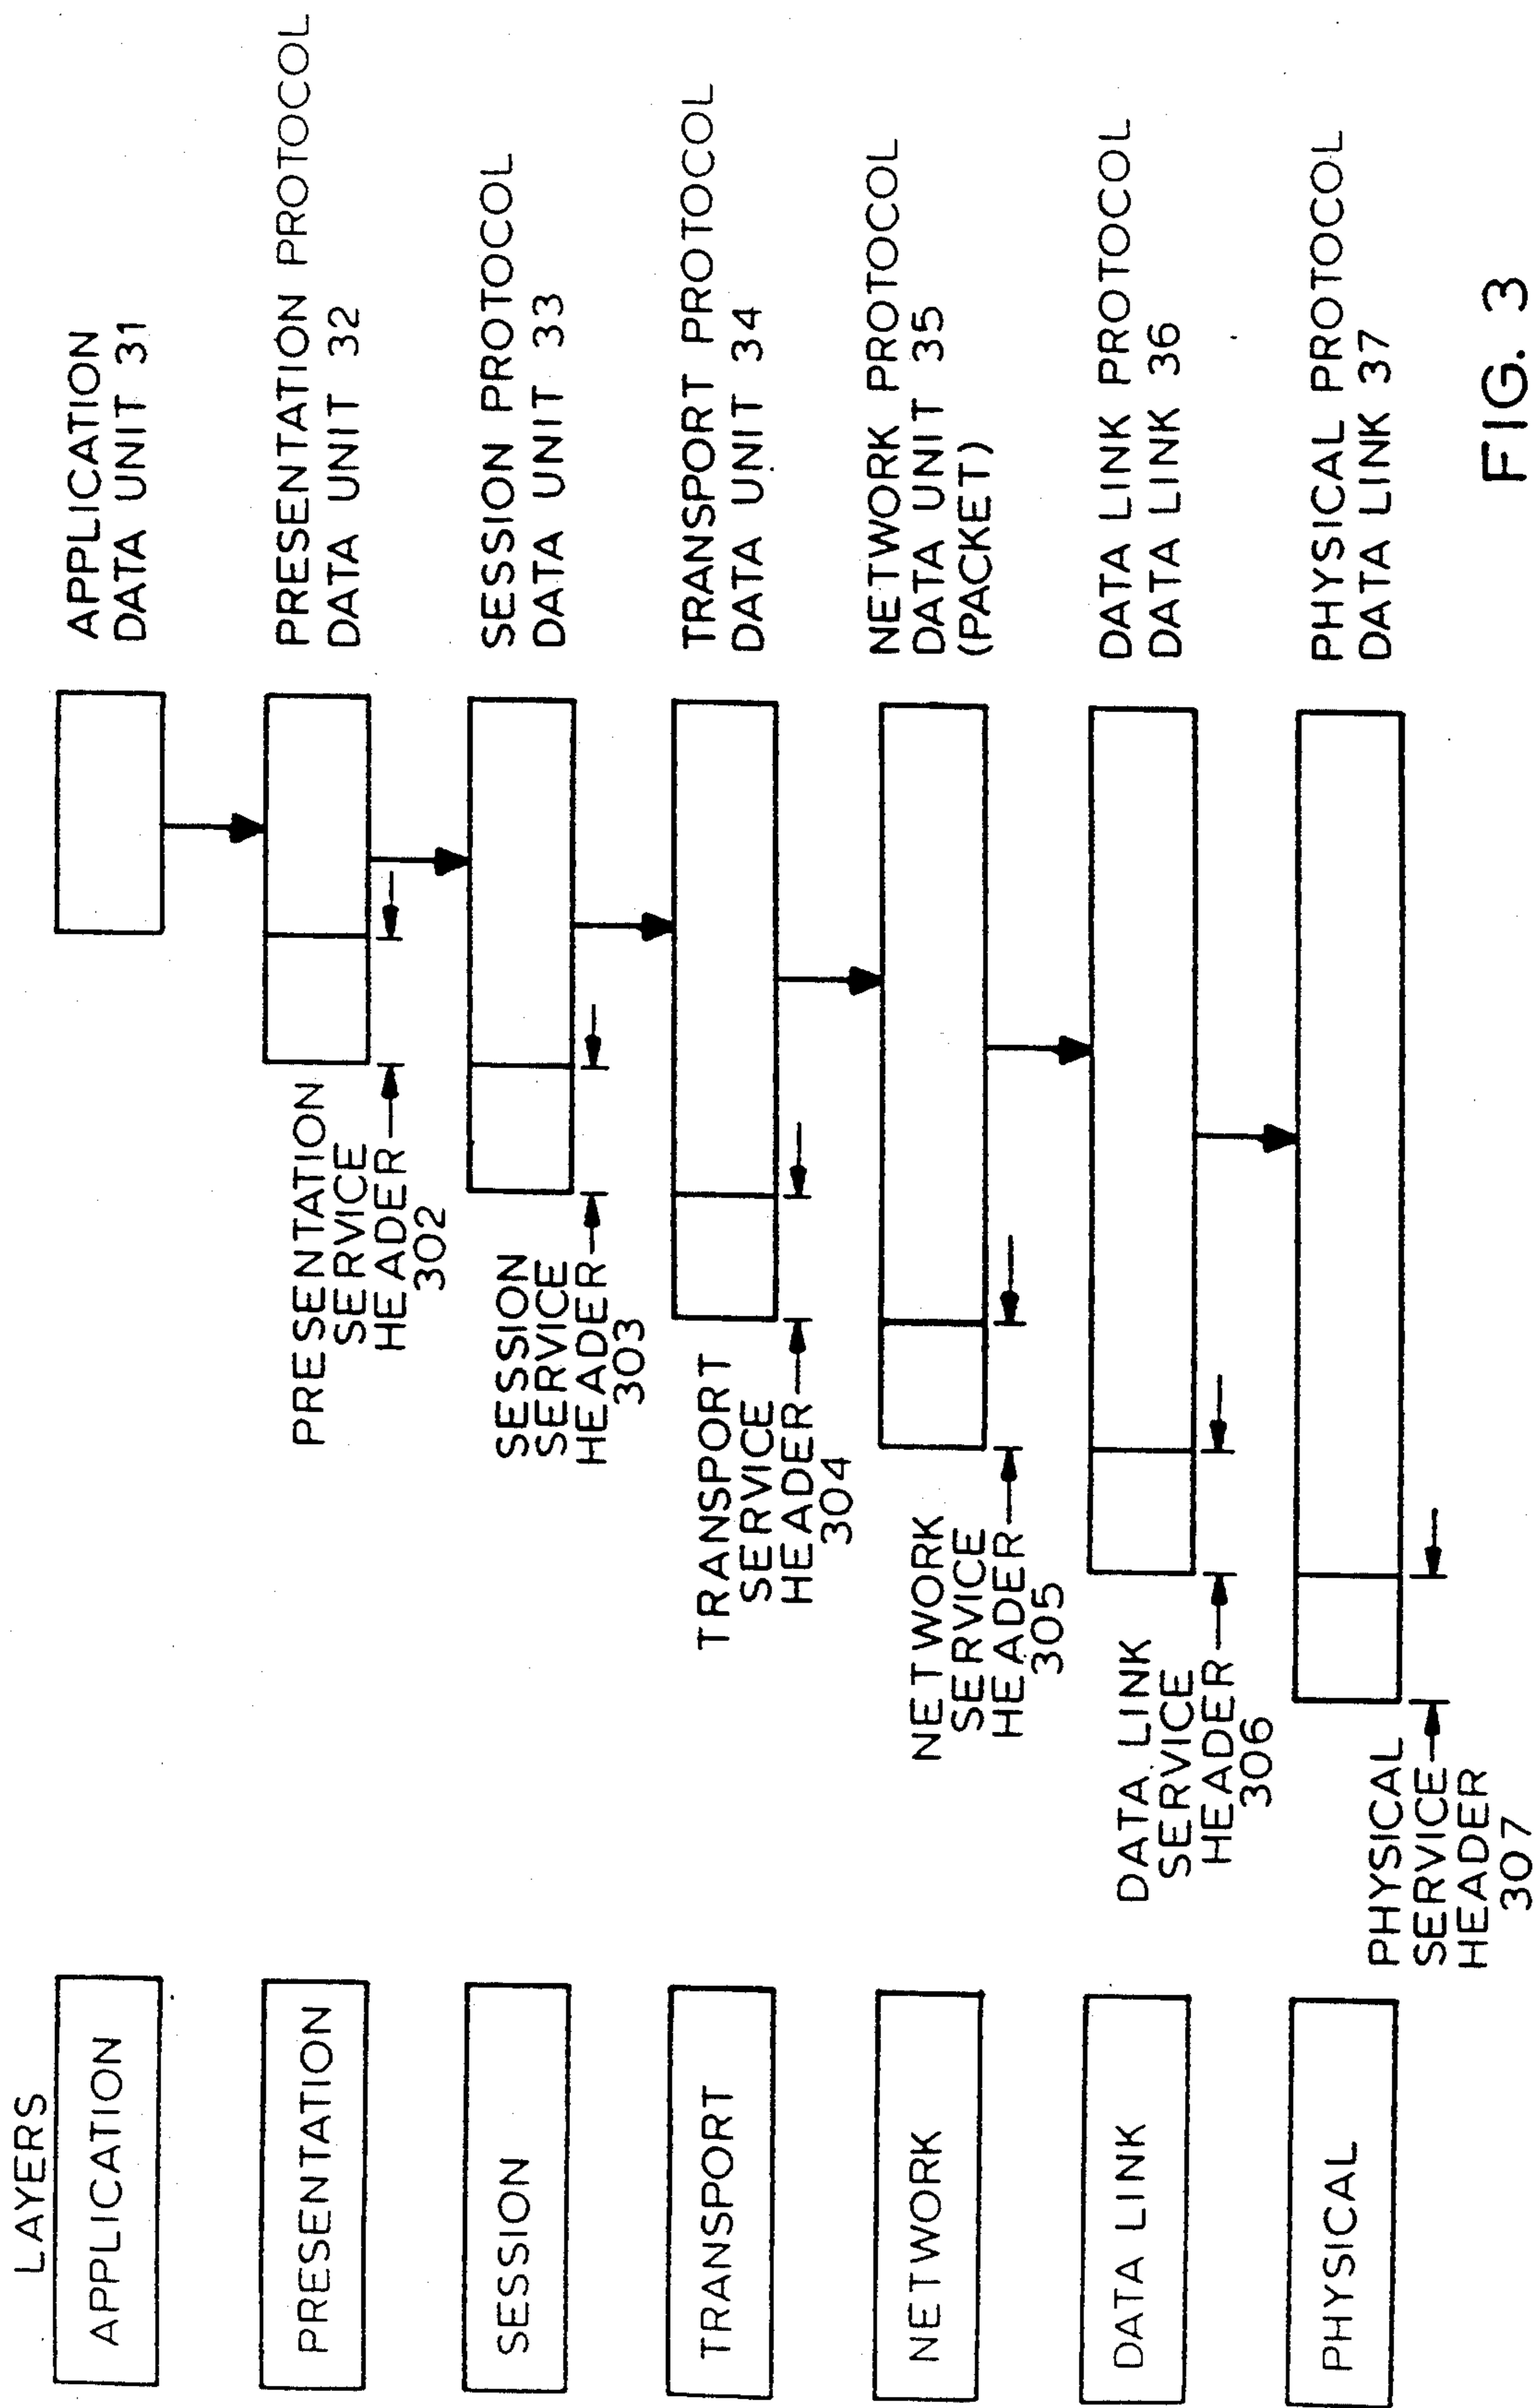 LAYERS
APPLICATION
APPLICATION
DATA UNIT 31
PRESENTATION
PRESENTATION
SERVICE
HEADER
302
PRESENTATION PROTOCOL
DATA UNIT 32
SESSION
SESSION
SERVICE
HEADER
303
SESSION PROTOCOL
DATA UNIT 33
TRANSPORT
TRANSPORT
SERVICE
HEADER
304
TRANSPORT PROTOCOL
DATA UNIT 34
NETWORK
NETWORK
SERVICE
HEADER
305
NETWORK PROTOCOL
DATA UNIT 35
(PACKET)
DATA LINK
DATA LINK
SERVICE
HEADER
306
DATA LINK PROTOCOL
DATA LINK 36
PHYSICAL
PHYSICAL
SERVICE
HEADER
307
PHYSICAL PROTOCOL
DATA LINK 37
FIG. 3